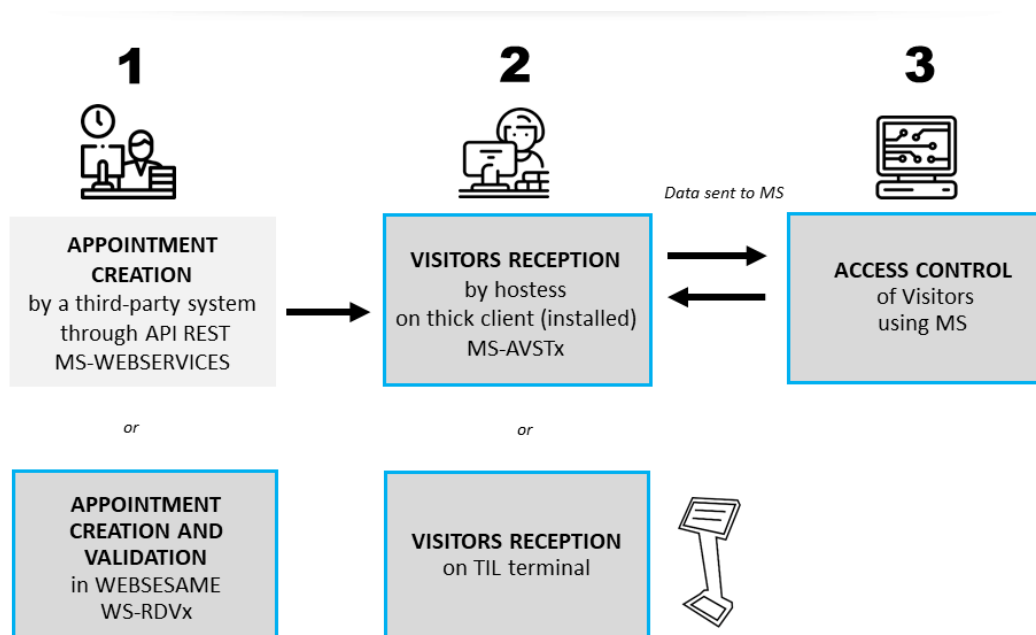 1
2
3
Data sent to MS
APPOINTMENT
CREATION
by a third-party system
through API REST
MS-WEBSERVICES
VISITORS RECEPTION
by hostess
on thick client (installed)
MS-AVSTx
ACCESS CONTROL
of Visitors
using MS
or
or
APPOINTMENT
CREATION AND
VALIDATION
in WEBSESAME
WS-RDVx
VISITORS RECEPTION
on TIL terminal